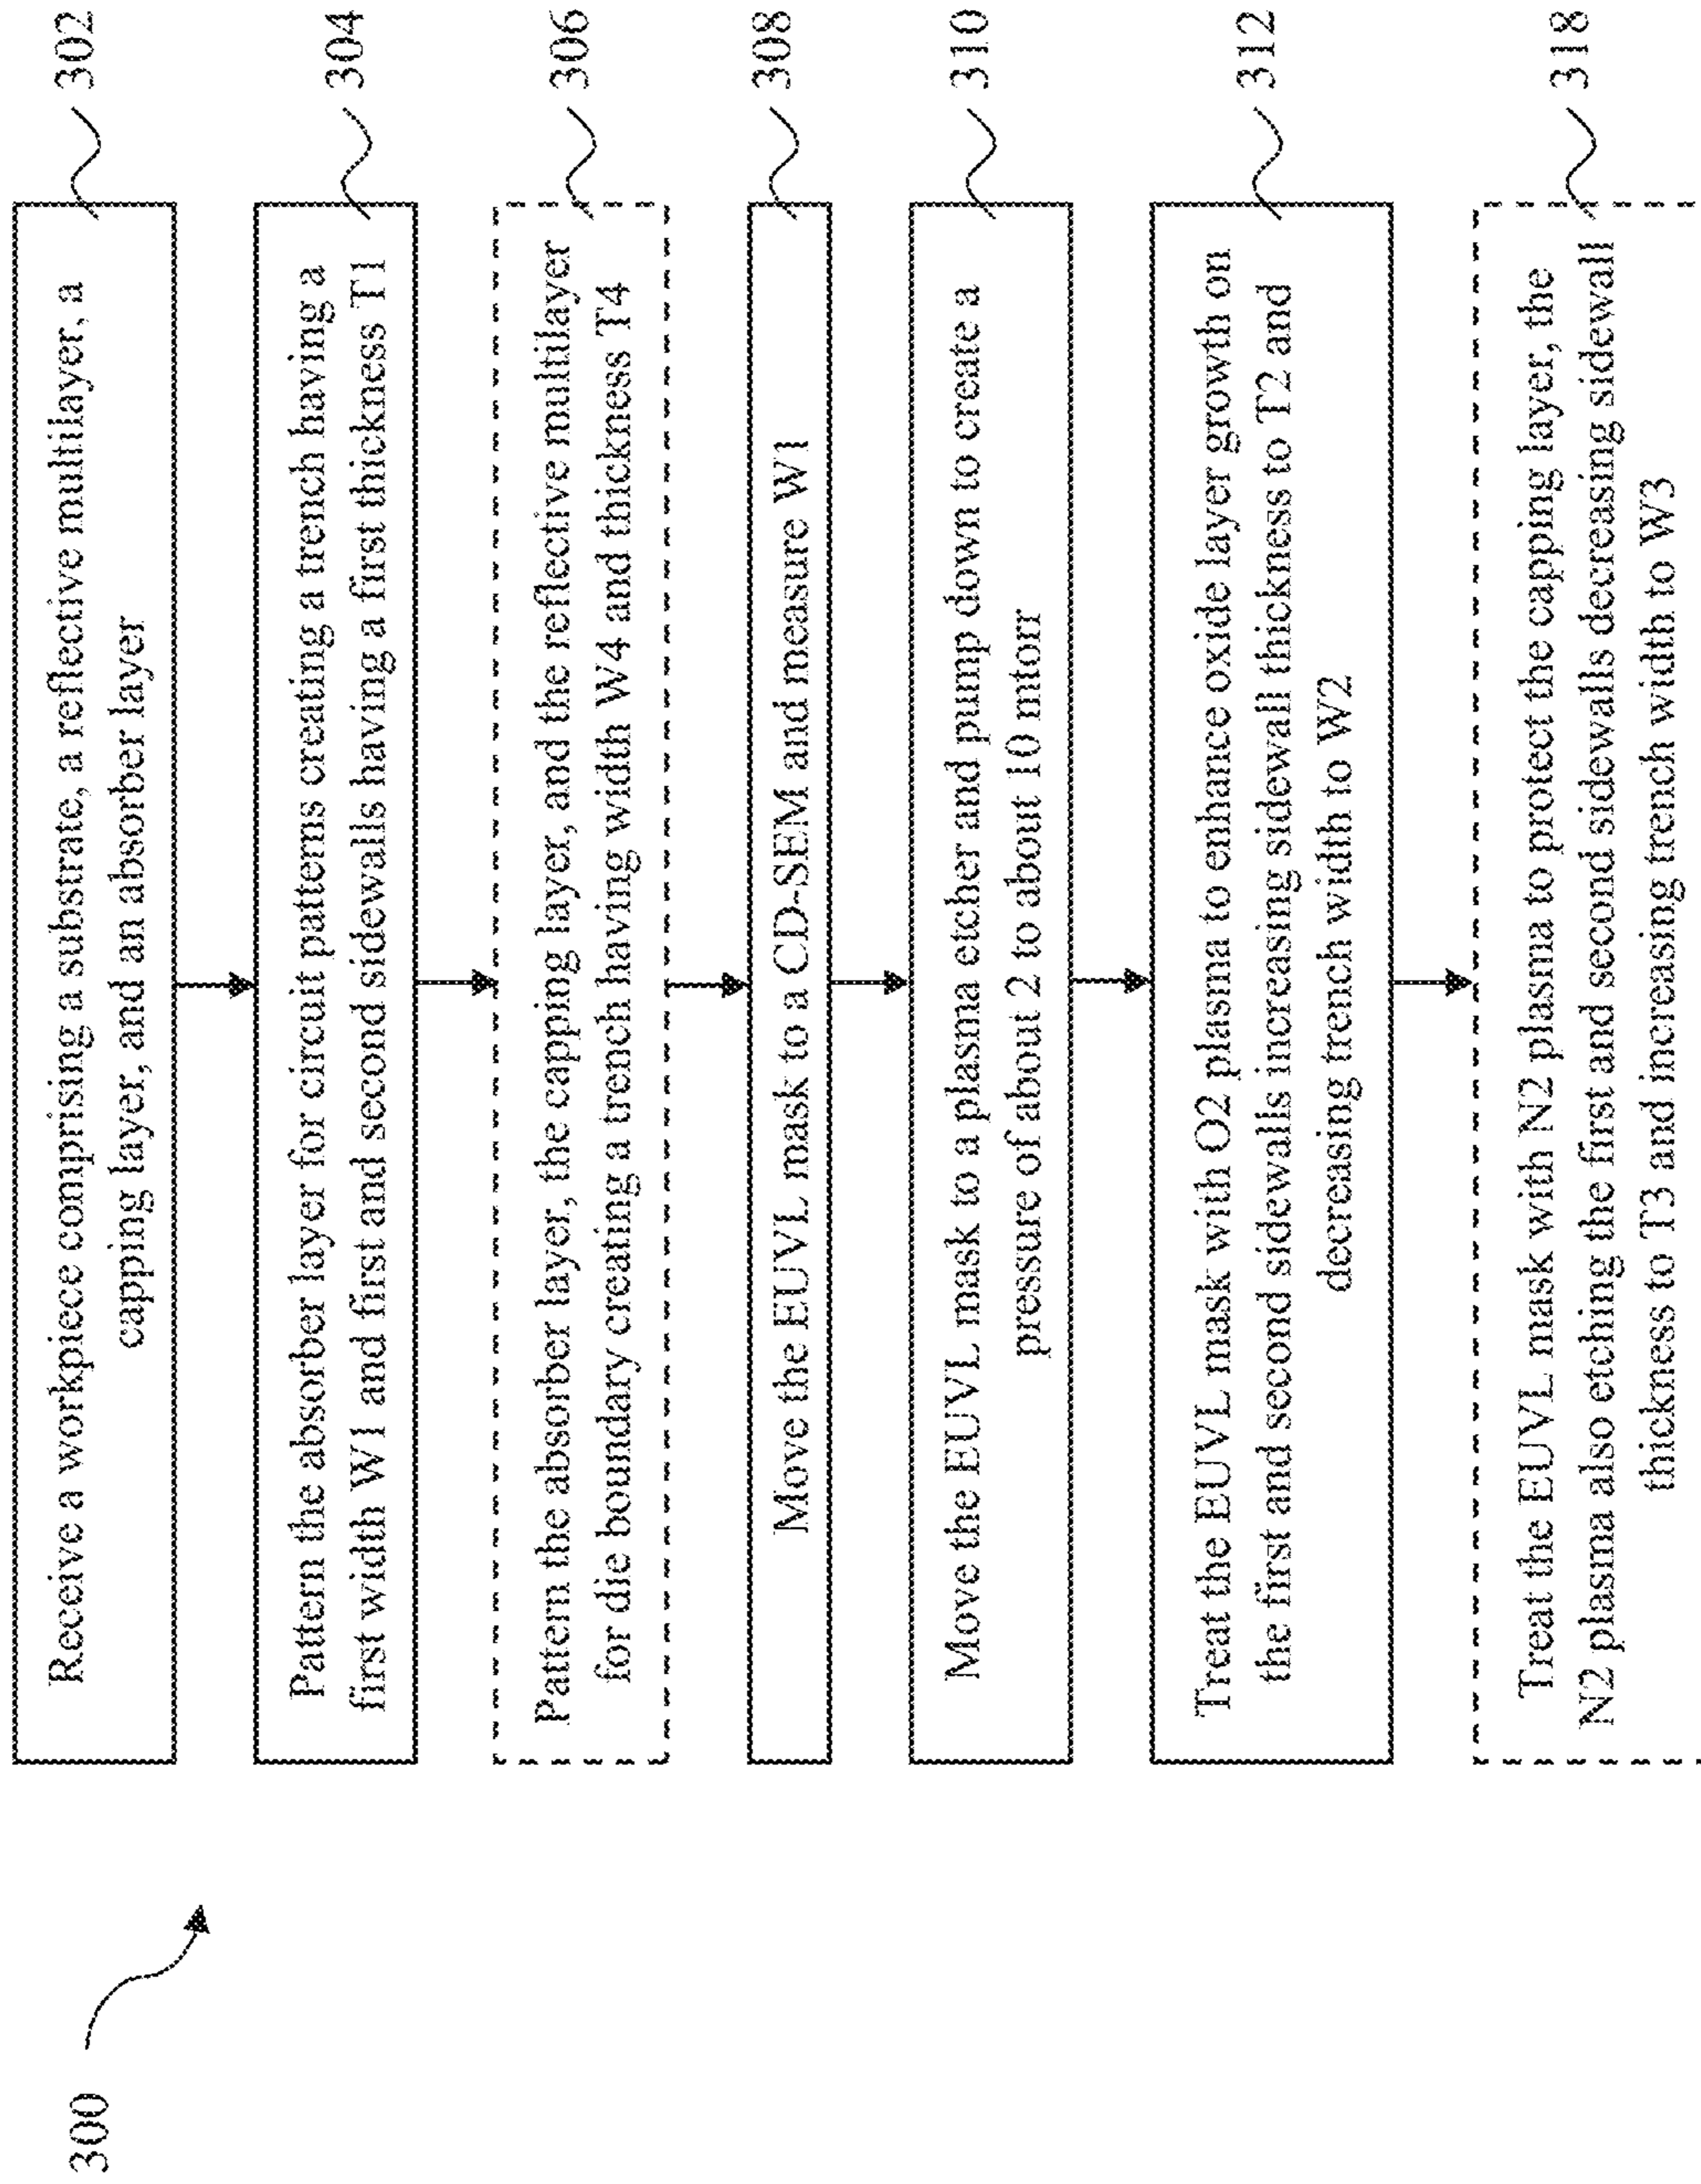 300
Receive a workpiece comprising a substrate, a reflective multilayer, a
capping layer, and an absorber layer
302
Pattern the absorber layer for circuit patterns creating a trench having a
first width W1 and first and second sidewalls having a first thickness T1
304
Pattern the absorber layer, the capping layer, and the reflective multilayer
for die boundary creating a trench having width W4 and thickness T4
306
Move the EUVL mask to a CD-SEM and measure W1
308
Move the EUVL mask to a plasma etcher and pump down to create a
pressure of about 2 to about 10 mtorr
310
Treat the EUVL mask with O2 plasma to enhance oxide layer growth on
the first and second sidewalls increasing sidewall thickness to T2 and
decreasing trench width to W2
312
Treat the EUVL mask with N2 plasma to protect the capping layer, the
N2 plasma also etching the first and second sidewalls decreasing sidewall
thickness to T3 and increasing trench width to W3
318